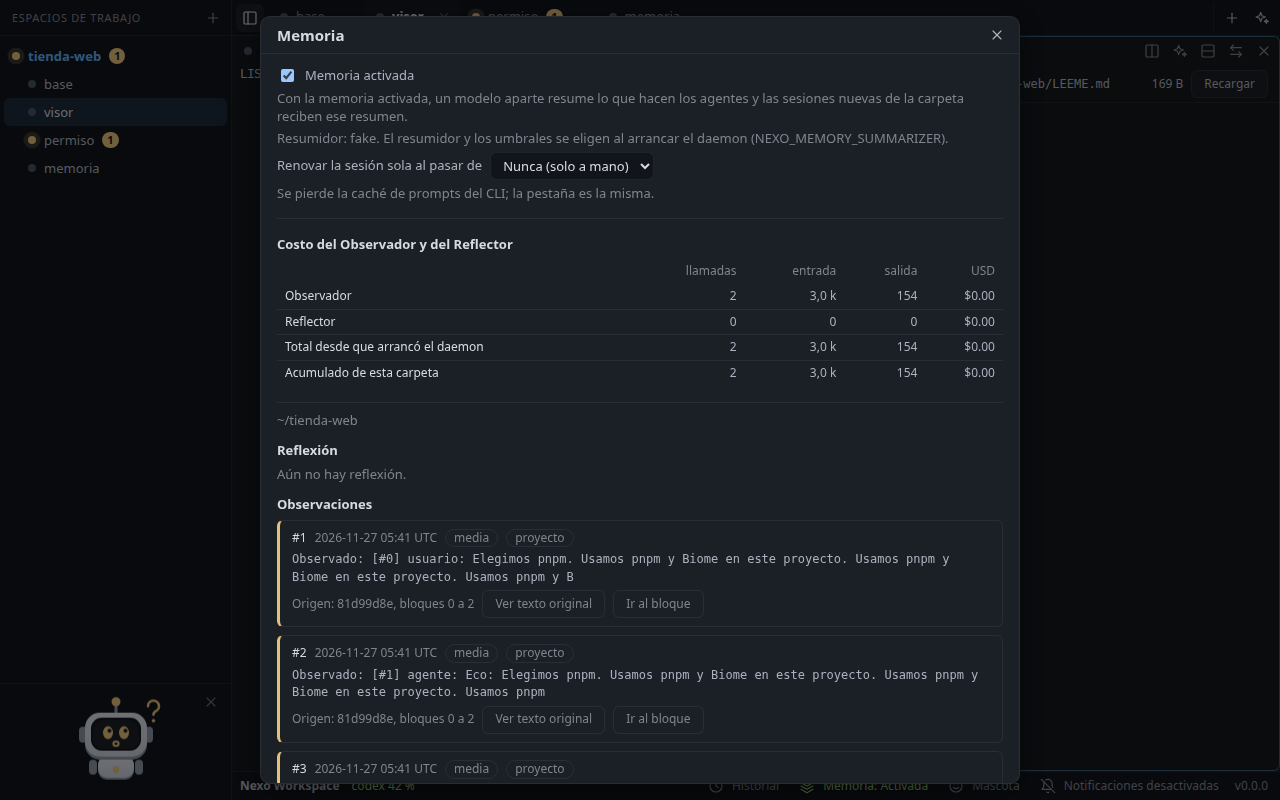 ESPACIOS DE TRABAJO
tienda-web 1
base
visor
permiso 1
memoria
base
visor
permiso 1
memoria
LIS
-web/LEEME.md 169 B Recargar
Memoria
Memoria activada
Con la memoria activada, un modelo aparte resume lo que hacen los agentes y las sesiones nuevas de la carpeta
reciben ese resumen.
Resumidor: fake. El resumidor y los umbrales se eligen al arrancar el daemon (NEXO_MEMORY_SUMMARIZER).
Renovar la sesión sola al pasar de Nunca (solo a mano)
Se pierde la caché de prompts del CLI; la pestaña es la misma.
Costo del Observador y del Reflector
llamadas entrada salida USD
Observador 2 3,0 k 154 $0.00
Reflector 0 0 0 $0.00
Total desde que arrancó el daemon 2 3,0 k 154 $0.00
Acumulado de esta carpeta 2 3,0 k 154 $0.00
~/tienda-web
Reflexión
Aún no hay reflexión.
Observaciones
#1 2026-11-27 05:41 UTC media proyecto
Observado: [#0] usuario: Elegimos pnpm. Usamos pnpm y Biome en este proyecto. Usamos pnpm y
Biome en este proyecto. Usamos pnpm y B
Origen: 81d99d8e, bloques 0 a 2 Ver texto original Ir al bloque
#2 2026-11-27 05:41 UTC media proyecto
Observado: [#1] agente: Eco: Elegimos pnpm. Usamos pnpm y Biome en este proyecto. Usamos pnpm y
Biome en este proyecto. Usamos pnpm
Origen: 81d99d8e, bloques 0 a 2 Ver texto original Ir al bloque
#3 2026-11-27 05:41 UTC media proyecto
Nexo Workspace codex 42 % Historial Memoria: Activada Mascota Notificaciones desactivadas v0.0.0